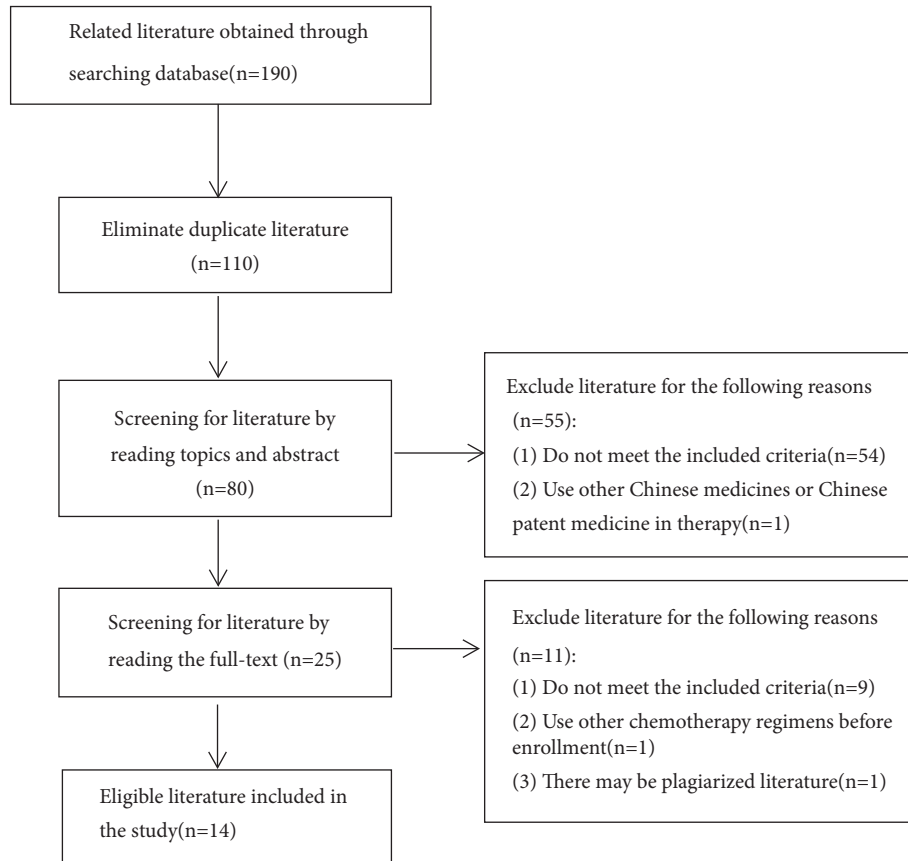 Related literature obtained through
searching database(n=190)
Eliminate duplicate literature
(n=110)
Screening for literature by
reading topics and abstract
(n=80)
Exclude literature for the following reasons
(n=55):
(1) Do not meet the included criteria(n=54)
(2) Use other Chinese medicines or Chinese
patent medicine in therapy(n=1)
Screening for literature by
reading the full-text (n=25)
Exclude literature for the following reasons
(n=11):
(1) Do not meet the included criteria(n=9)
(2) Use other chemotherapy regimens before
enrollment(n=1)
(3) There may be plagiarized literature(n=1)
Eligible literature included in
the study(n=14)